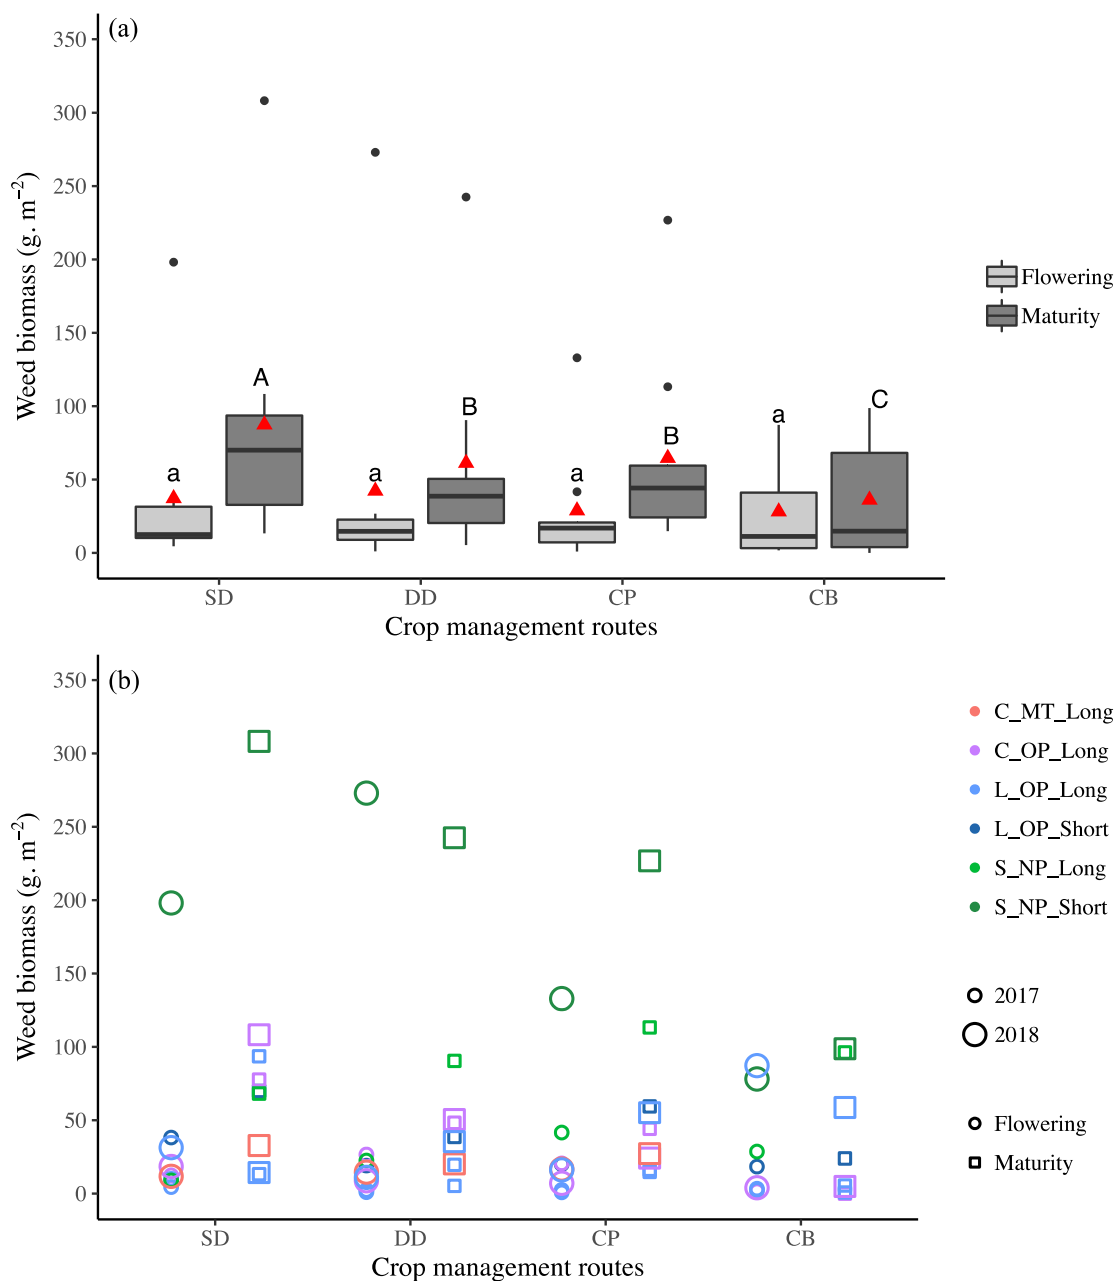 (a)
350
300
250
200
150
100
50
0
Weed biomass (g. m−2)
a
A
a
B
a
B
a
C
SD
DD
CP
CB
Crop management routes
Flowering
Maturity
(b)
350
300
250
200
150
100
50
0
Weed biomass (g. m−2)
SD
DD
CP
CB
Crop management routes
C_MT_Long
C_OP_Long
L_OP_Long
L_OP_Short
S_NP_Long
S_NP_Short
2017
2018
Flowering
Maturity